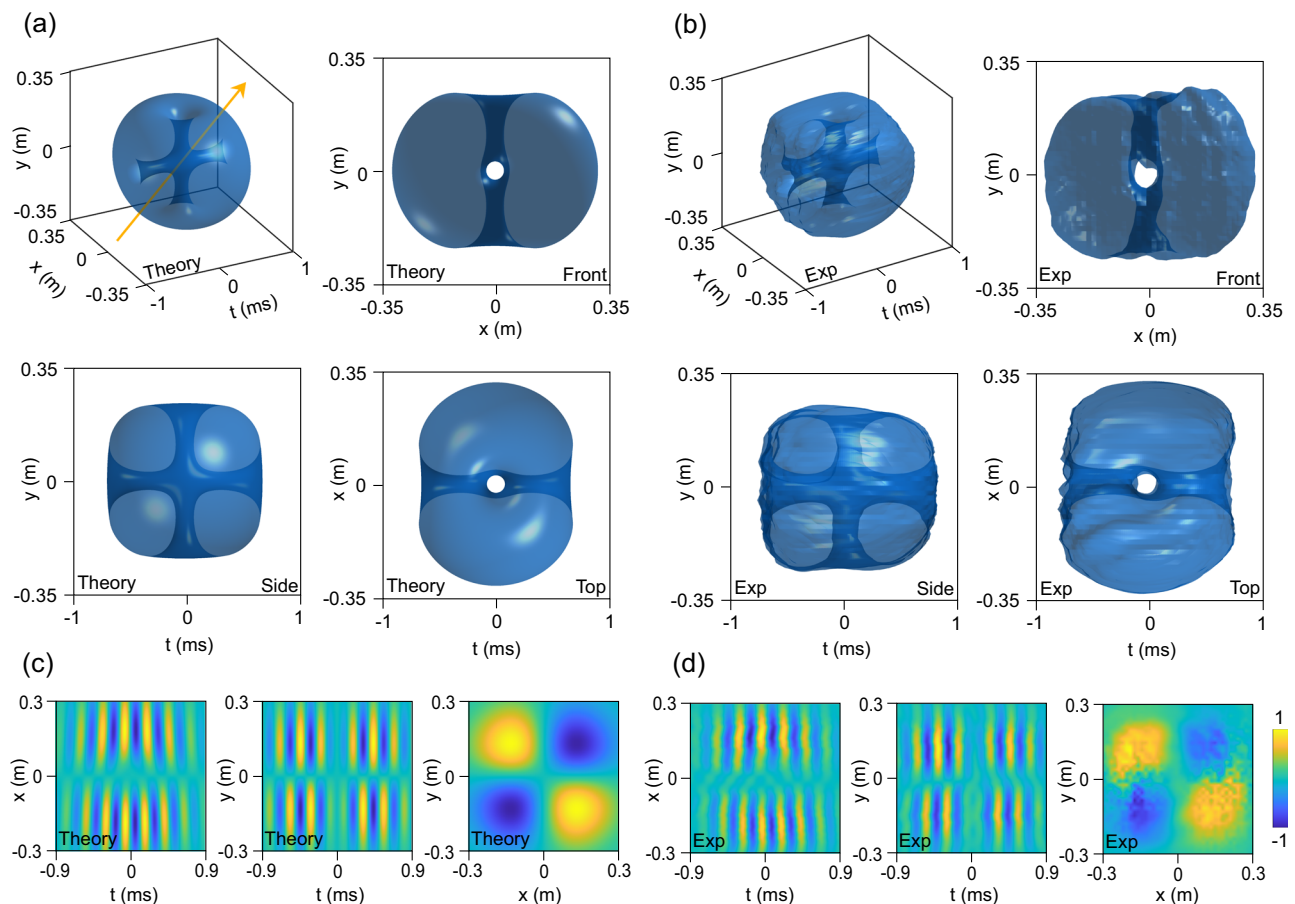 (a)
0.35
y (m)
0
-0.35
0.35
0
x (m)
-0.35
-1
0
1
t (ms)
Theory
0.35
y (m)
0
-0.35
Theory
Front
-0.35
0
0.35
x (m)
(b)
0.35
y (m)
0
-0.35
0.35
0
x (m)
-0.35
-1
0
1
t (ms)
Exp
0.35
y (m)
0
-0.35
Exp
Front
-0.35
0
0.35
x (m)
0.35
y (m)
0
-0.35
Theory
Side
-1
0
1
t (ms)
0.35
x (m)
0
-0.35
Theory
Top
-1
0
1
t (ms)
0.35
y (m)
0
-0.35
Exp
Side
-1
0
1
t (ms)
0.35
x (m)
0
-0.35
Exp
Top
-1
0
1
t (ms)
(c)
0.3
x (m)
0
-0.3
Theory
-0.9
0
0.9
t (ms)
0.3
y (m)
0
-0.3
Theory
-0.9
0
0.9
t (ms)
0.3
y (m)
0
-0.3
Theory
-0.3
0
0.3
x (m)
(d)
0.3
x (m)
0
-0.3
Exp
-0.9
0
0.9
t (ms)
0.3
y (m)
0
-0.3
Exp
-0.9
0
0.9
t (ms)
0.3
y (m)
0
-0.3
Exp
-0.3
0
0.3
x (m)
1
-1